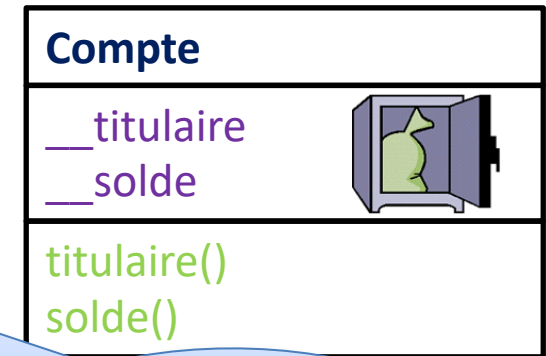 Compte
__titulaire
__solde
titulaire()
solde()